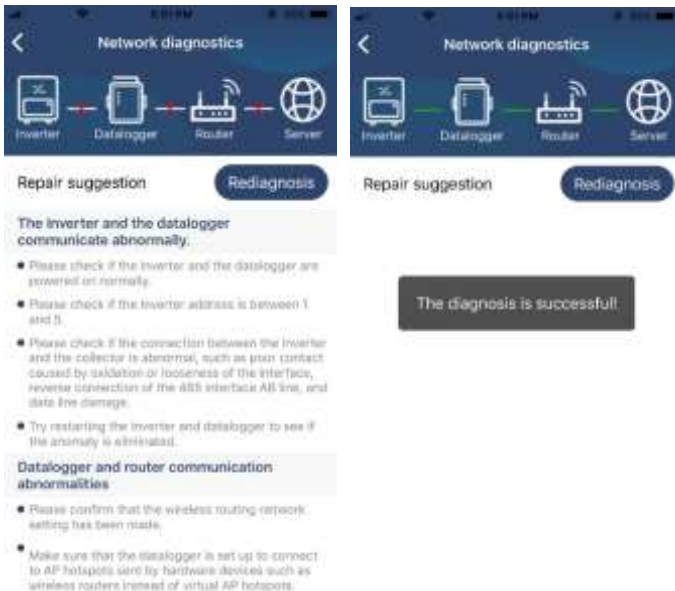 Network diagnostics
Inverter
Datalogger
Router
Server
Repair suggestion
Rediagnosis
The Inverter and the datalogger
communicate abnormally.
Please check if the inverter and the datalogger are
powered on normally.
Please check if the inverter address is between 1
and 5.
Please check if the connection between the inverter
and the collector is abnormal, such as poor contact
caused by oxidation or looseness of the interface,
reverse connection of the 485 interface AB line, and
data line damage.
Try restarting the inverter and datalogger to see if
the anomaly is eliminated.
Datalogger and router communication
abnormalities
Please confirm that the wireless routing network
setting has been made.
Make sure that the datalogger is set up to connect
to AP hotspots sent by hardware devices such as
wireless routers instead of virtual AP hotspots.
Network diagnostics
Inverter
Datalogger
Router
Server
Repair suggestion
Rediagnosis
The diagnosis is successful!